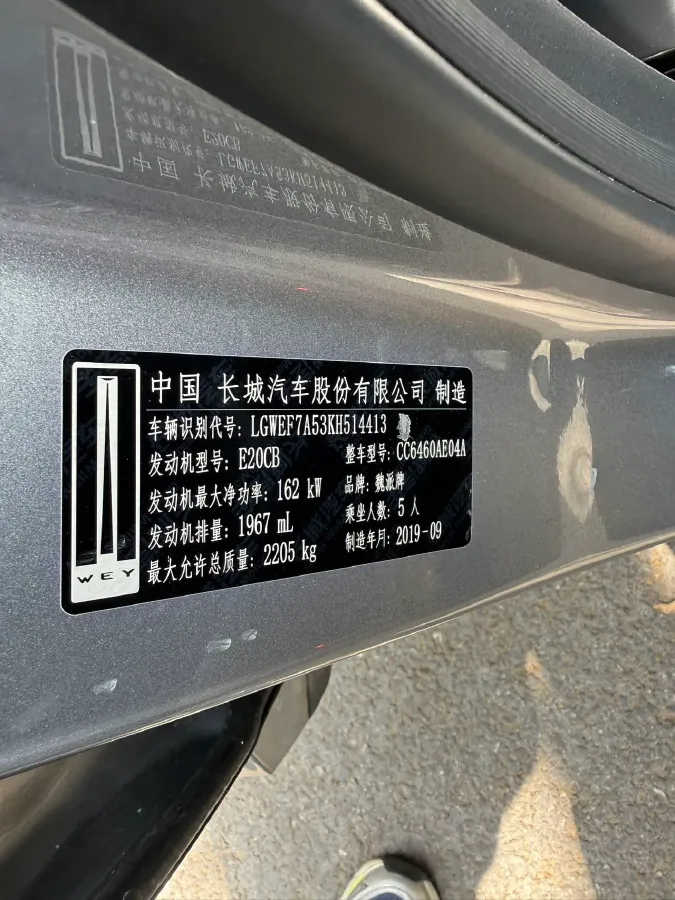 中国 长城汽车股份有限公司 制造
车辆识别代号: LGWEF7A53KH514413
发动机型号: E20CB 整车型号: CC6460AE04A
发动机最大净功率: 162 kW 品牌: 魏派牌
发动机排量: 1967 mL 乘坐人数: 5 人
最大允许总质量: 2205 kg 制造年月: 2019-09
WEY